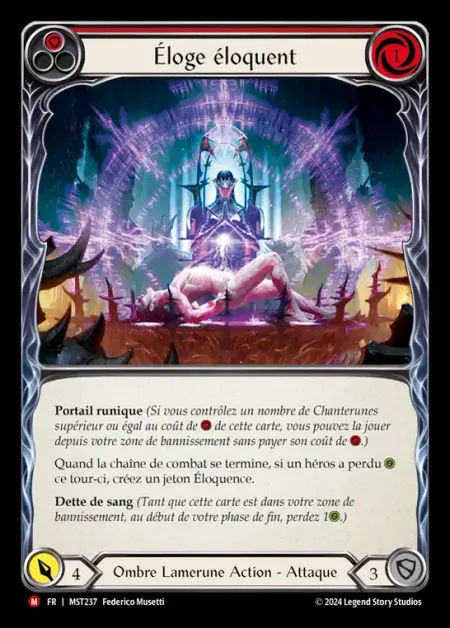 Éloge éloquent
1
Portail runique (Si vous contrôlez un nombre de Chanterunes
supérieur ou égal au coût de de cette carte, vous pouvez la jouer
depuis votre zone de bannissement sans payer son coût de .)
Quand la chaîne de combat se termine, si un héros a perdu
ce tour-ci, créez un jeton Éloquence.
Dette de sang (Tant que cette carte est dans votre zone de
bannissement, au début de votre phase de fin, perdez 1 .)
4 Ombre Lamerune Action - Attaque 3
M FR | MST237 Federico Musetti © 2024 Legend Story Studios